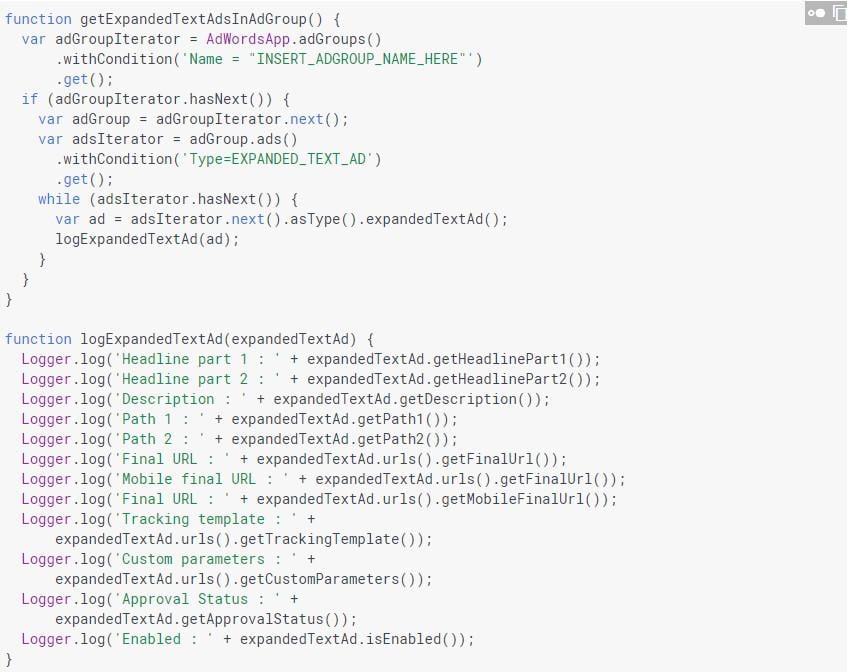 function getExpandedTextAdsInAdGroup() {
  var adGroupIterator = AdWordsApp.adGroups()
      .withCondition('Name = "INSERT_ADGROUP_NAME_HERE"')
      .get();
  if (adGroupIterator.hasNext()) {
    var adGroup = adGroupIterator.next();
    var adsIterator = adGroup.ads()
      .withCondition('Type=EXPANDED_TEXT_AD')
      .get();
    while (adsIterator.hasNext()) {
      var ad = adsIterator.next().asType().expandedTextAd();
      logExpandedTextAd(ad);
    }
  }
}

function logExpandedTextAd(expandedTextAd) {
  Logger.log('Headline part 1 : ' + expandedTextAd.getHeadlinePart1());
  Logger.log('Headline part 2 : ' + expandedTextAd.getHeadlinePart2());
  Logger.log('Description : ' + expandedTextAd.getDescription());
  Logger.log('Path 1 : ' + expandedTextAd.getPath1());
  Logger.log('Path 2 : ' + expandedTextAd.getPath2());
  Logger.log('Final URL : ' + expandedTextAd.urls().getFinalUrl());
  Logger.log('Mobile final URL : ' + expandedTextAd.urls().getFinalUrl());
  Logger.log('Final URL : ' + expandedTextAd.urls().getMobileFinalUrl());
  Logger.log('Tracking template : ' +
      expandedTextAd.urls().getTrackingTemplate());
  Logger.log('Custom parameters : ' +
      expandedTextAd.urls().getCustomParameters());
  Logger.log('Approval Status : ' +
      expandedTextAd.getApprovalStatus());
  Logger.log('Enabled : ' + expandedTextAd.isEnabled());
}